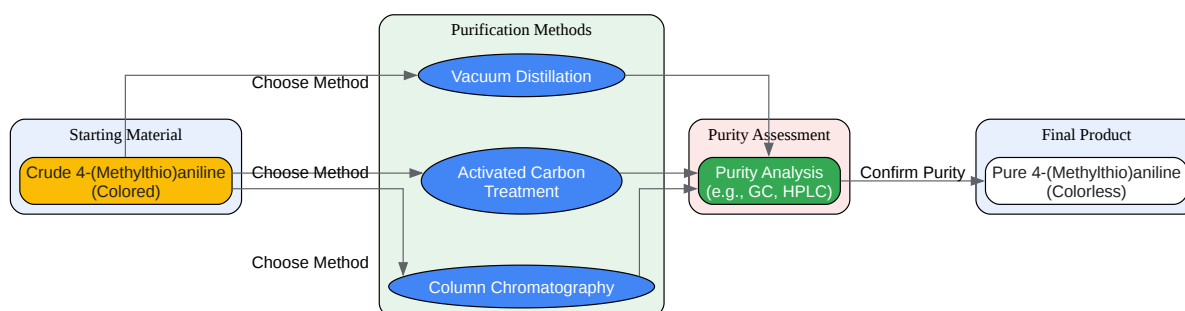 Purification Methods
Vacuum Distillation
Choose Method
Starting Material
Purity Assessment
Final Product
Crude 4-(Methylthio)aniline
(Colored)
Choose Method
Activated Carbon
Treatment
Purity Analysis
(e.g., GC, HPLC)
Confirm Purity
Pure 4-(Methylthio)aniline
(Colorless)
Choose Method
Column Chromatography